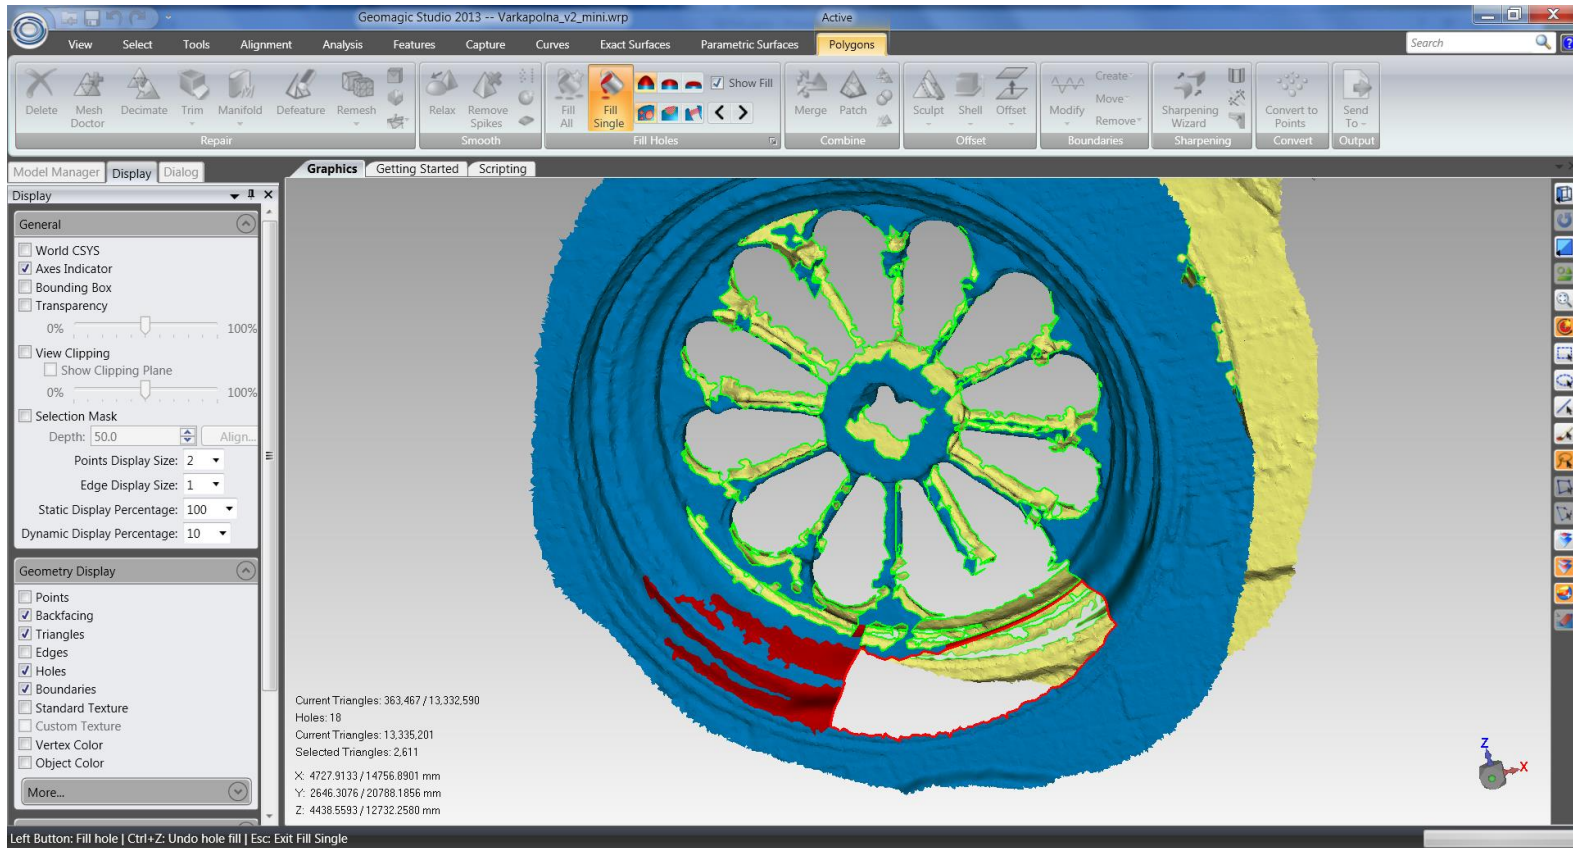 Geomagic Studio 2013 -- Varkapolna_v2_mini.wrp
Active
View Select Tools Alignment Analysis Features Capture Curves Exact Surfaces Parametric Surfaces Polygons
Search
Delete Mesh Doctor Decimate Trim Manifold Defeature Remesh
Repair
Relax Remove Spikes
Smooth
Fill All Fill Single Show Fill
Fill Holes
Merge Patch
Combine
Sculpt Shell Offset
Offset
Modify Create Move Remove
Boundaries
Sharpening Wizard
Sharpening
Convert to Points
Convert
Send To
Output
Model Manager Display Dialog
Graphics Getting Started Scripting
Display
General
World CSYS
Axes Indicator
Bounding Box
Transparency
0% 100%
View Clipping
Show Clipping Plane
0% 100%
Selection Mask
Depth: 50.0 Align...
Points Display Size: 2
Edge Display Size: 1
Static Display Percentage: 100
Dynamic Display Percentage: 10
Geometry Display
Points
Backfacing
Triangles
Edges
Holes
Boundaries
Standard Texture
Custom Texture
Vertex Color
Object Color
More...
Current Triangles: 363,467 / 13,332,590
Holes: 18
Current Triangles: 13,335,201
Selected Triangles: 2,611
X: 4727.9133 / 14756.8901 mm
Y: 2646.3076 / 20788.1856 mm
Z: 4438.5593 / 12732.2580 mm
Z
X
Left Button: Fill hole | Ctrl+Z: Undo hole fill | Esc: Exit Fill Single